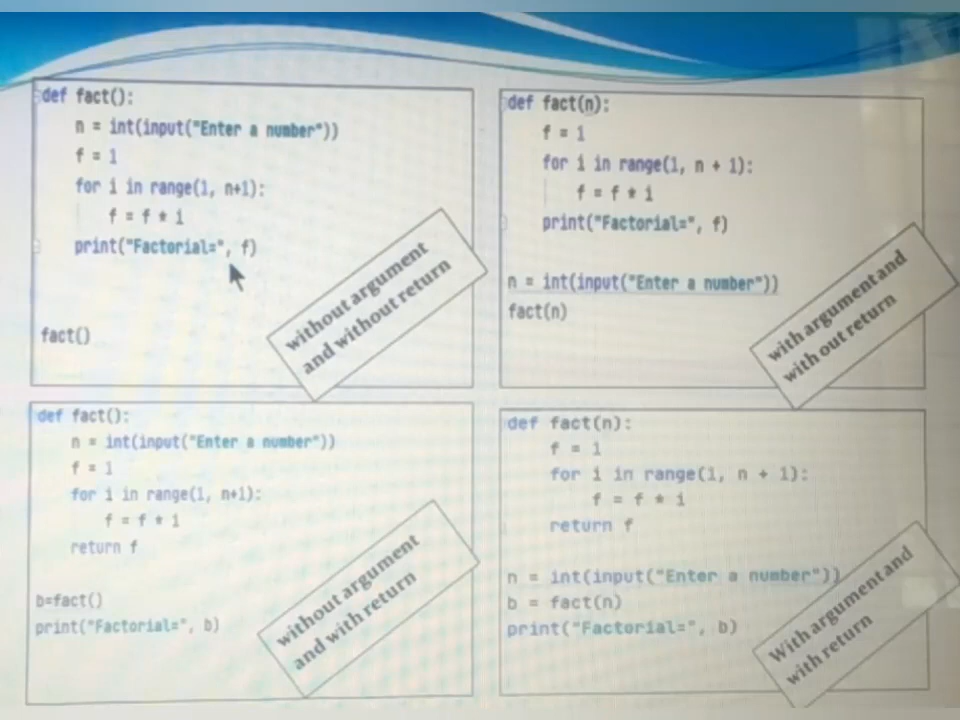 def fact():
    n = int(input("Enter a number"))
    f = 1
    for i in range(1, n+1):
        f = f * i
    print("Factorial=", f)
fact()
without argument
and without return
def fact(n):
    f = 1
    for i in range(1, n + 1):
        f = f * i
    print("Factorial=", f)
n = int(input("Enter a number"))
fact(n)
with argument and
with out return
def fact():
    n = int(input("Enter a number"))
    f = 1
    for i in range(1, n+1):
        f = f * i
    return f
b=fact()
print("Factorial=", b)
without argument
and with return
def fact(n):
    f = 1
    for i in range(1, n + 1):
        f = f * i
    return f
n = int(input("Enter a number"))
b = fact(n)
print("Factorial=", b)
With argument and
with return